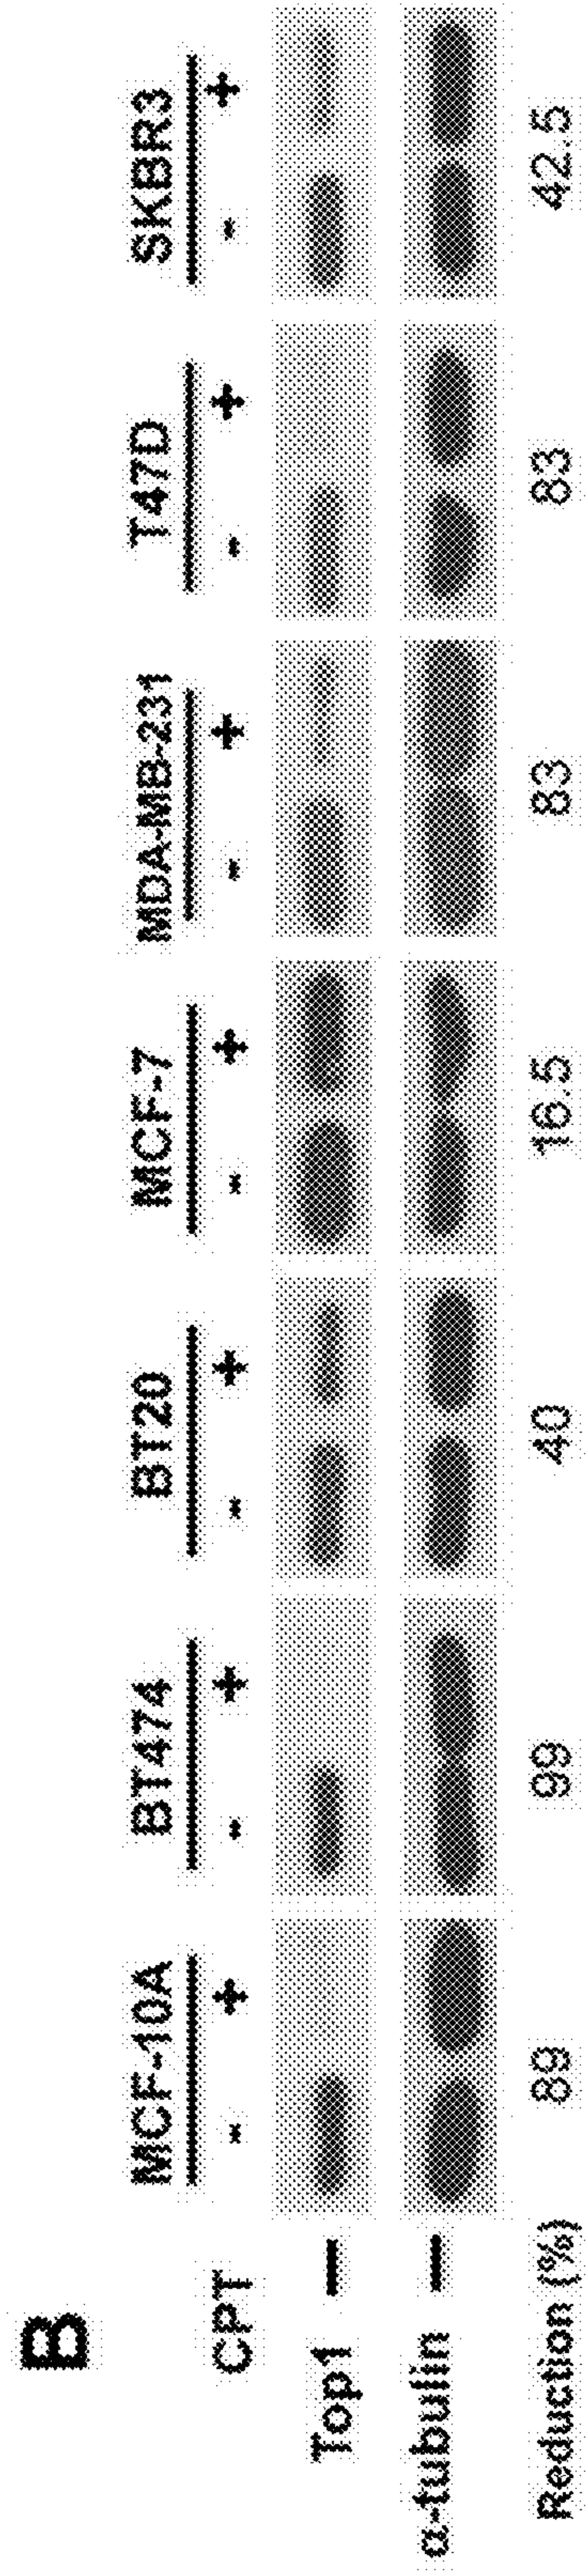 B
MCF-10A BT474 BT20 MCF-7 MDA-MB-231 T47D SKBR3
CPT - + - + - + - + - + - + - +
Top1 —
α-tubulin —
Reduction (%) 89 99 40 16.5 83 83 42.5